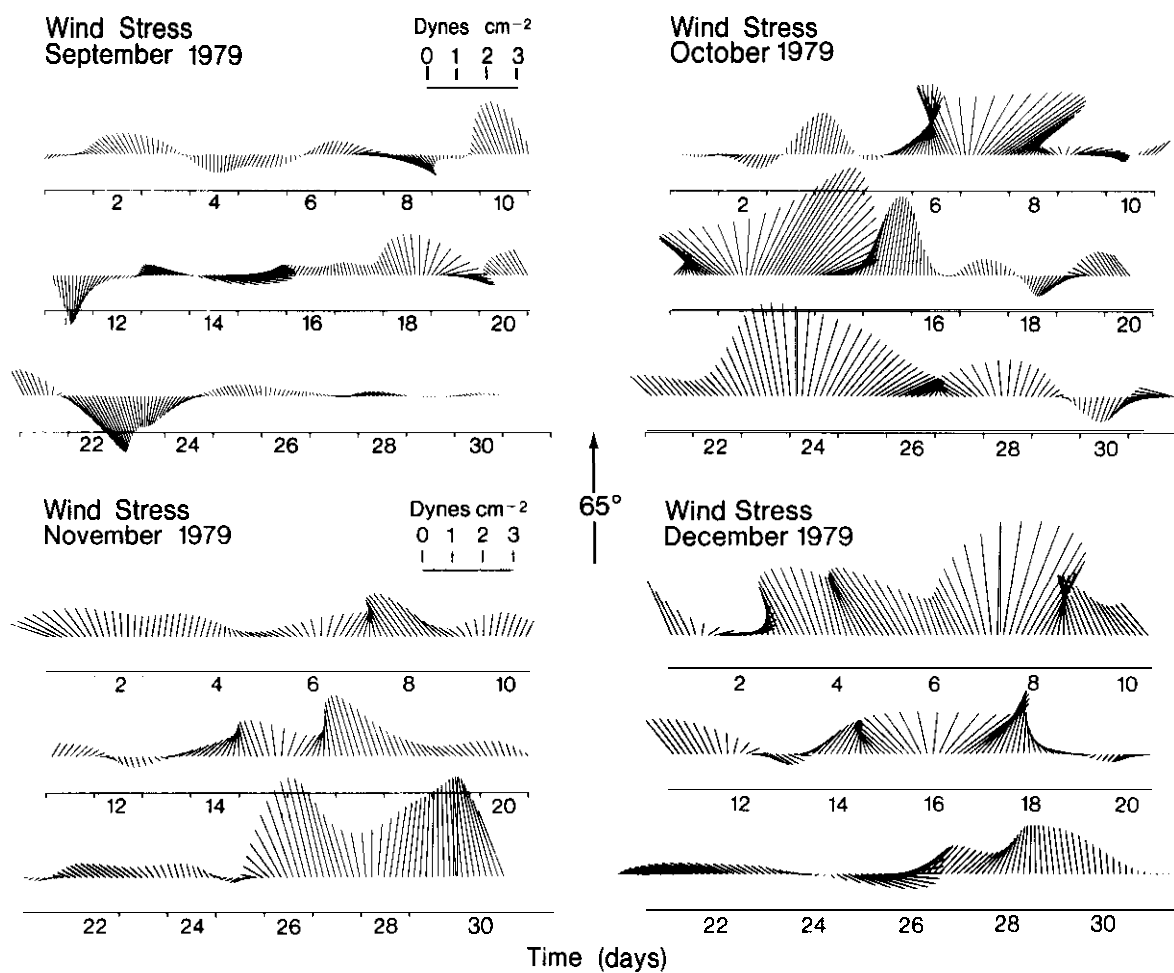 Wind Stress
September 1979
Dynes cm⁻²
0 1 2 3
2 4 6 8 10
12 14 16 18 20
22 24 26 28 30
Wind Stress
October 1979
2 6 8 10
16 18 20
22 24 26 28 30
65°
Wind Stress
November 1979
Dynes cm⁻²
0 1 2 3
2 4 6 8 10
12 14 20
22 24 26 28 30
Wind Stress
December 1979
2 4 6 8 10
12 14 16 18 20
22 24 26 28 30
Time (days)